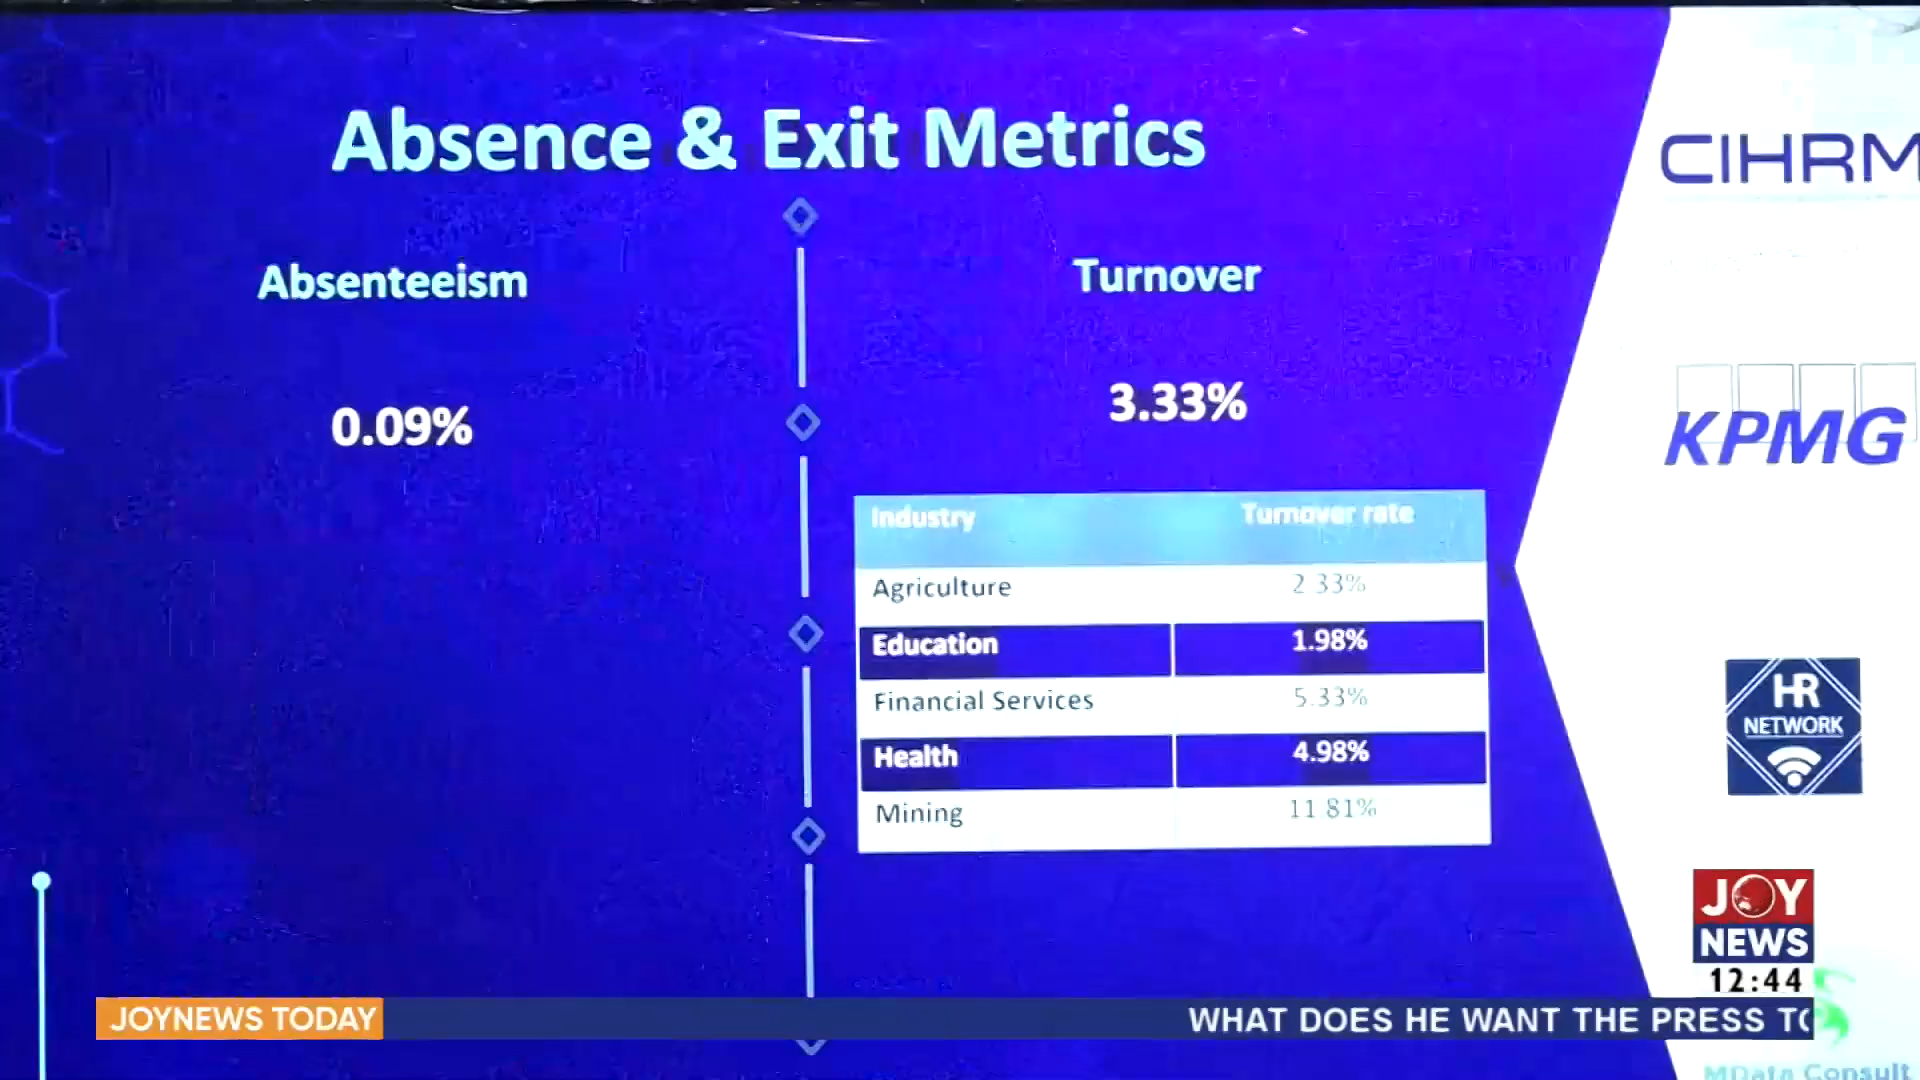 Absence & Exit Metrics
Absenteeism
0.09%
Turnover
3.33%
Industry Turnover rate
Agriculture 2.33%
Education 1.98%
Financial Services 5.33%
Health 4.98%
Mining 11.81%
CIHRM
KPMG
HR
NETWORK
JOY
NEWS
12:44
JOYNEWS TODAY
WHAT DOES HE WANT THE PRESS TO
MData Consult